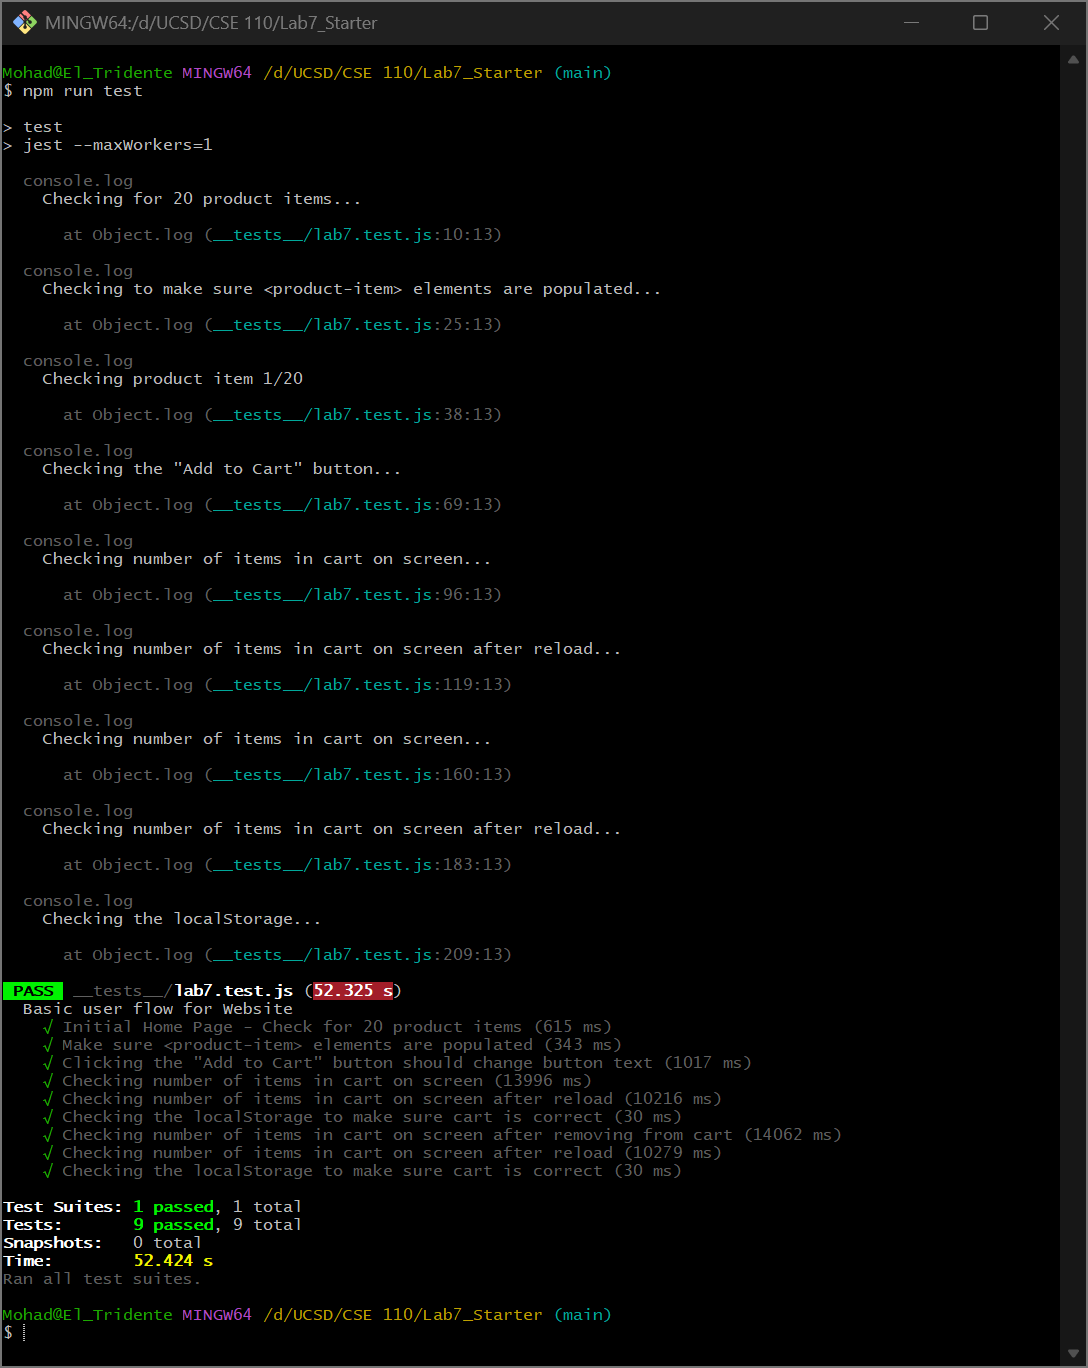 MINGW64:/d/UCSD/CSE 110/Lab7_Starter
Mohad@El_Tridente MINGW64 /d/UCSD/CSE 110/Lab7_Starter (main)
$ npm run test
> test
> jest --maxWorkers=1
console.log
Checking for 20 product items...
at Object.log (__tests__/lab7.test.js:10:13)
console.log
Checking to make sure <product-item> elements are populated...
at Object.log (__tests__/lab7.test.js:25:13)
console.log
Checking product item 1/20
at Object.log (__tests__/lab7.test.js:38:13)
console.log
Checking the "Add to Cart" button...
at Object.log (__tests__/lab7.test.js:69:13)
console.log
Checking number of items in cart on screen...
at Object.log (__tests__/lab7.test.js:96:13)
console.log
Checking number of items in cart on screen after reload...
at Object.log (__tests__/lab7.test.js:119:13)
console.log
Checking number of items in cart on screen...
at Object.log (__tests__/lab7.test.js:160:13)
console.log
Checking number of items in cart on screen after reload...
at Object.log (__tests__/lab7.test.js:183:13)
console.log
Checking the localStorage...
at Object.log (__tests__/lab7.test.js:209:13)
PASS __tests__/lab7.test.js (52.325 s)
Basic user flow for Website
√ Initial Home Page - Check for 20 product items (615 ms)
√ Make sure <product-item> elements are populated (343 ms)
√ Clicking the "Add to Cart" button should change button text (1017 ms)
√ Checking number of items in cart on screen (13996 ms)
√ Checking number of items in cart on screen after reload (10216 ms)
√ Checking the localStorage to make sure cart is correct (30 ms)
√ Checking number of items in cart on screen after removing from cart (14062 ms)
√ Checking number of items in cart on screen after reload (10279 ms)
√ Checking the localStorage to make sure cart is correct (30 ms)
Test Suites: 1 passed, 1 total
Tests: 9 passed, 9 total
Snapshots: 0 total
Time: 52.424 s
Ran all test suites.
Mohad@El_Tridente MINGW64 /d/UCSD/CSE 110/Lab7_Starter (main)
$